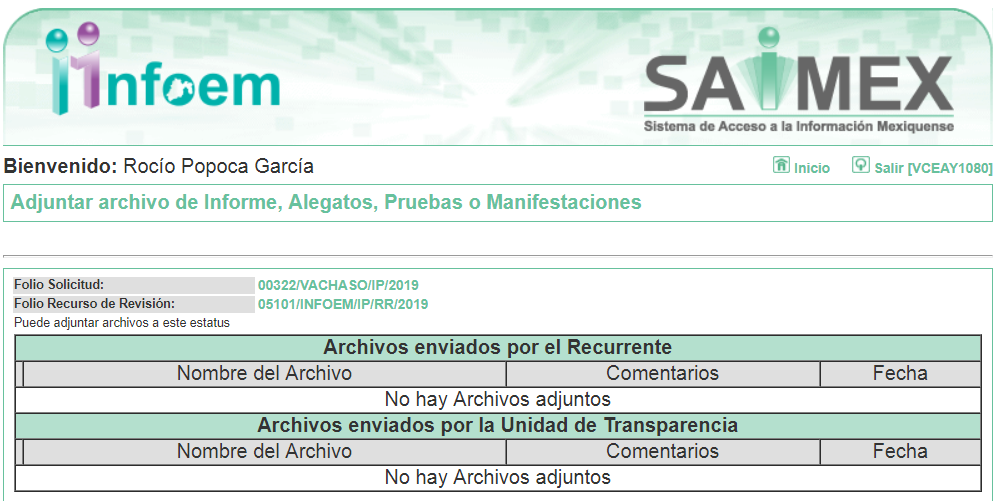 infoem
SAIMEX
Sistema de Acceso a la Información Mexiquense
Bienvenido: Rocío Popoca García
Inicio Salir [VCEAY1080]
Adjuntar archivo de Informe, Alegatos, Pruebas o Manifestaciones
Folio Solicitud: 00322/VACHASO/IP/2019
Folio Recurso de Revisión: 05101/INFOEM/IP/RR/2019
Puede adjuntar archivos a este estatus
Archivos enviados por el Recurrente
Nombre del Archivo Comentarios Fecha
No hay Archivos adjuntos
Archivos enviados por la Unidad de Transparencia
Nombre del Archivo Comentarios Fecha
No hay Archivos adjuntos